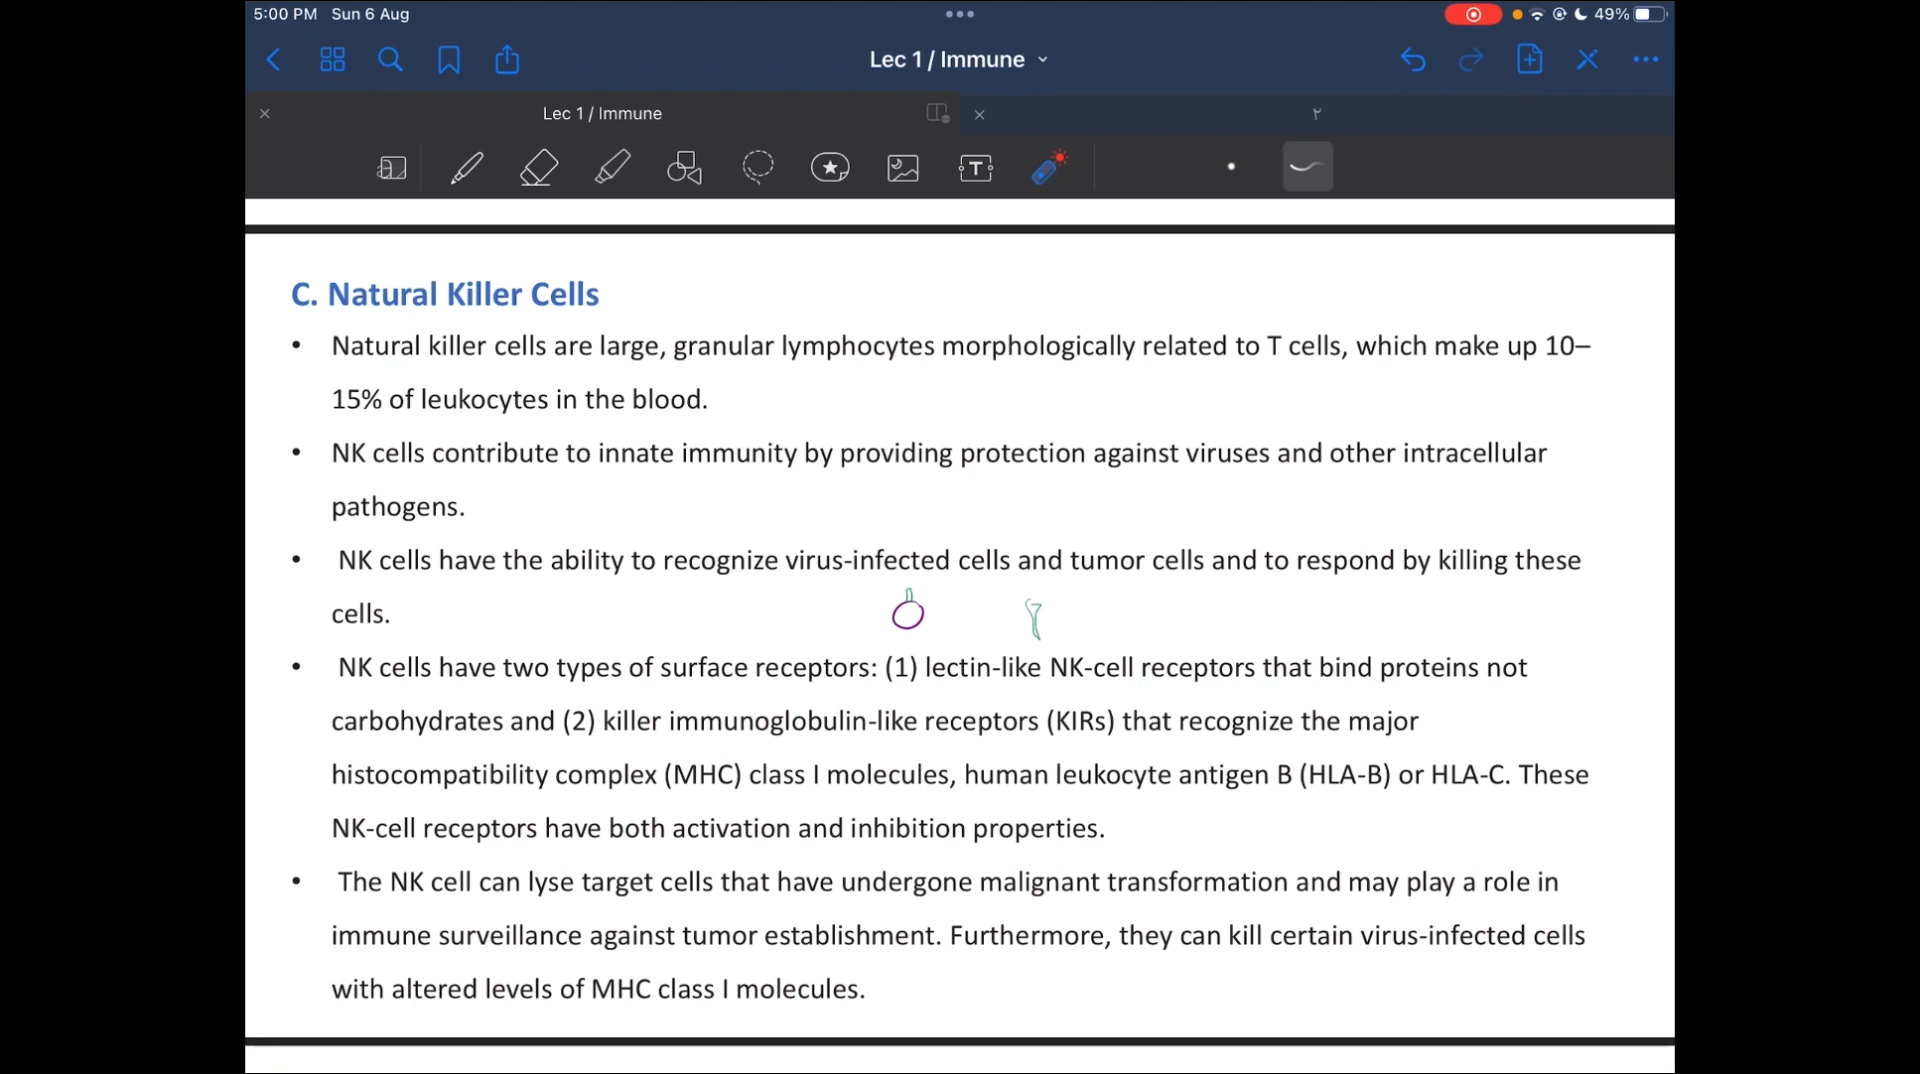 5:00 PM Sun 6 Aug
49%
Lec 1 / Immune
Lec 1 / Immune
٢
C. Natural Killer Cells
• Natural killer cells are large, granular lymphocytes morphologically related to T cells, which make up 10–
15% of leukocytes in the blood.
• NK cells contribute to innate immunity by providing protection against viruses and other intracellular
pathogens.
• NK cells have the ability to recognize virus-infected cells and tumor cells and to respond by killing these
cells.
• NK cells have two types of surface receptors: (1) lectin-like NK-cell receptors that bind proteins not
carbohydrates and (2) killer immunoglobulin-like receptors (KIRs) that recognize the major
histocompatibility complex (MHC) class I molecules, human leukocyte antigen B (HLA-B) or HLA-C. These
NK-cell receptors have both activation and inhibition properties.
• The NK cell can lyse target cells that have undergone malignant transformation and may play a role in
immune surveillance against tumor establishment. Furthermore, they can kill certain virus-infected cells
with altered levels of MHC class I molecules.